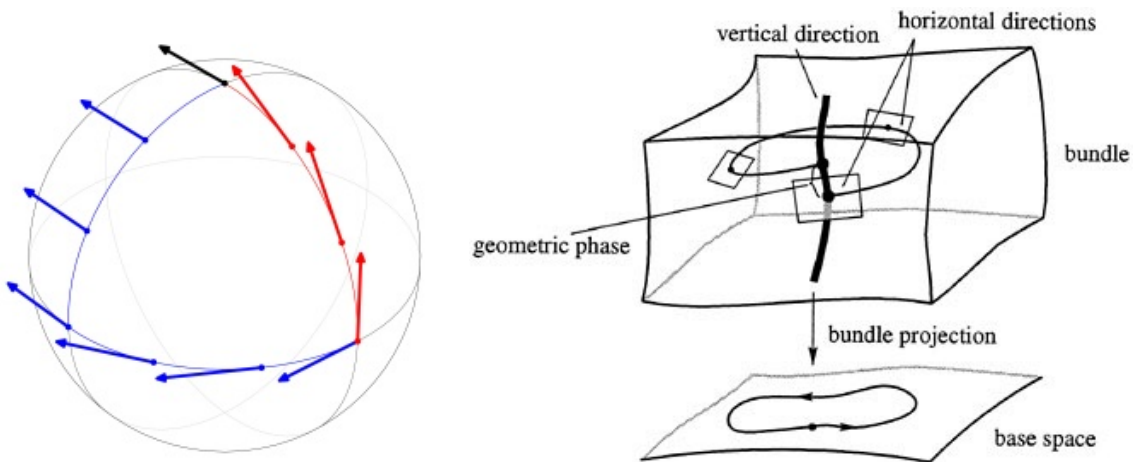 horizontal directions
vertical direction
bundle
geometric phase
bundle projection
base space